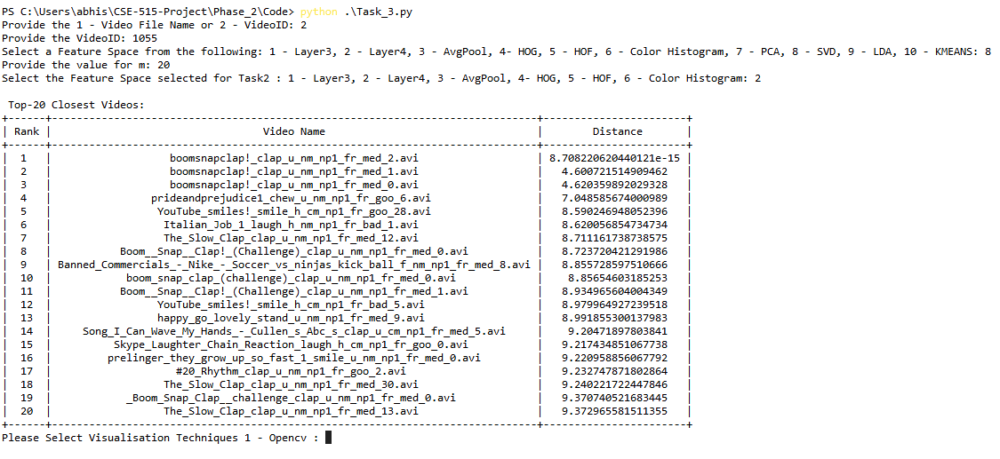 PS C:\Users\abhis\CSE-515-Project\Phase_2\Code> python .\Task_3.py
Provide the 1 - Video File Name or 2 - VideoID: 2
Provide the VideoID: 1055
Select a Feature Space from the following: 1 - Layer3, 2 - Layer4, 3 - AvgPool, 4- HOG, 5 - HOF, 6 - Color Histogram, 7 - PCA, 8 - SVD, 9 - LDA, 10 - KMEANS: 8
Provide the value for m: 20
Select the Feature Space selected for Task2 : 1 - Layer3, 2 - Layer4, 3 - AvgPool, 4- HOG, 5 - HOF, 6 - Color Histogram: 2
Top-20 Closest Videos:
| Rank | Video Name | Distance |
| 1 | boomsnapclap!_clap_u_nm_np1_fr_med_2.avi | 8.708220620440121e-15 |
| 2 | boomsnapclap!_clap_u_nm_np1_fr_med_1.avi | 4.600721514909462 |
| 3 | boomsnapclap!_clap_u_nm_np1_fr_med_0.avi | 4.620359892029328 |
| 4 | prideandprejudice1_chew_u_nm_np1_fr_goo_6.avi | 7.048585674000989 |
| 5 | YouTube_smiles!_smile_h_cm_np1_fr_goo_28.avi | 8.590246948052396 |
| 6 | Italian_Job_1_laugh_h_nm_np1_fr_bad_1.avi | 8.620056854734734 |
| 7 | The_Slow_Clap_clap_u_nm_np1_fr_med_12.avi | 8.711161738738575 |
| 8 | Boom__Snap__Clap!_(Challenge)_clap_u_nm_np1_fr_med_0.avi | 8.723720421291986 |
| 9 | Banned_Commercials_-_Nike_-_Soccer_vs_ninjas_kick_ball_f_nm_np1_fr_med_8.avi | 8.855728597510666 |
| 10 | boom_snap_clap_(challenge)_clap_u_nm_np1_fr_med_0.avi | 8.85654603185253 |
| 11 | Boom__Snap__Clap!_(Challenge)_clap_u_nm_np1_fr_med_1.avi | 8.934965604004349 |
| 12 | YouTube_smiles!_smile_h_cm_np1_fr_bad_5.avi | 8.979964927239518 |
| 13 | happy_go_lovely_stand_u_nm_np1_fr_med_9.avi | 8.991855300137983 |
| 14 | Song_I_Can_Wave_My_Hands_-_Cullen_s_Abc_s_clap_u_cm_np1_fr_med_5.avi | 9.20471897803841 |
| 15 | Skype_Laughter_Chain_Reaction_laugh_h_cm_np1_fr_goo_0.avi | 9.217434851067738 |
| 16 | prelinger_they_grow_up_so_fast_1_smile_u_nm_np1_fr_med_0.avi | 9.220958856067792 |
| 17 | #20_Rhythm_clap_u_nm_np1_fr_goo_2.avi | 9.232747871802864 |
| 18 | The_Slow_Clap_clap_u_nm_np1_fr_med_30.avi | 9.240221722447846 |
| 19 | _Boom_Snap_Clap__challenge_clap_u_nm_np1_fr_med_0.avi | 9.370740521683445 |
| 20 | The_Slow_Clap_clap_u_nm_np1_fr_med_13.avi | 9.372965581511355 |
Please Select Visualisation Techniques 1 - Opencv :